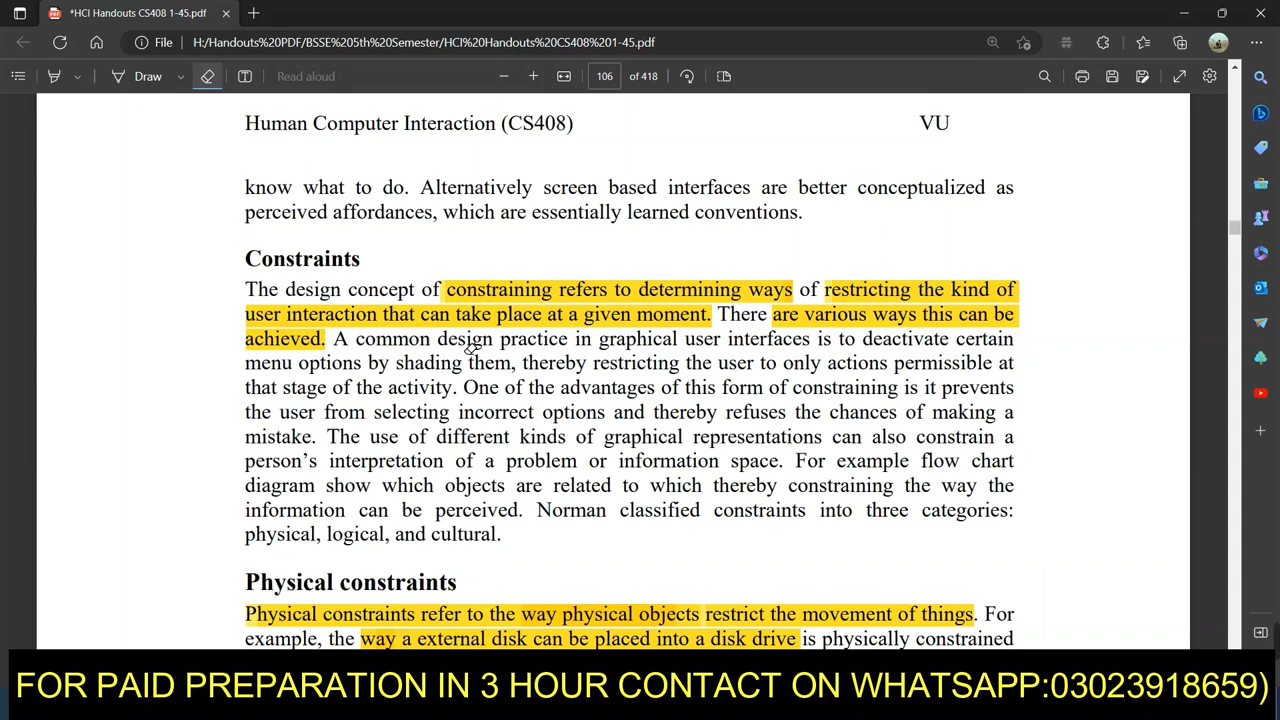 *HCI Handouts CS408 1-45.pdf
File
H:/Handouts%20PDF/BSSE%205th%20Semester/HCI%20Handouts%20CS408%201-45.pdf
Draw
Read aloud
106 of 418
Human Computer Interaction (CS408) VU
know what to do. Alternatively screen based interfaces are better conceptualized as
perceived affordances, which are essentially learned conventions.
Constraints
The design concept of constraining refers to determining ways of restricting the kind of
user interaction that can take place at a given moment. There are various ways this can be
achieved. A common design practice in graphical user interfaces is to deactivate certain
menu options by shading them, thereby restricting the user to only actions permissible at
that stage of the activity. One of the advantages of this form of constraining is it prevents
the user from selecting incorrect options and thereby refuses the chances of making a
mistake. The use of different kinds of graphical representations can also constrain a
person's interpretation of a problem or information space. For example flow chart
diagram show which objects are related to which thereby constraining the way the
information can be perceived. Norman classified constraints into three categories:
physical, logical, and cultural.
Physical constraints
Physical constraints refer to the way physical objects restrict the movement of things. For
example, the way a external disk can be placed into a disk drive is physically constrained
FOR PAID PREPARATION IN 3 HOUR CONTACT ON WHATSAPP:03023918659)